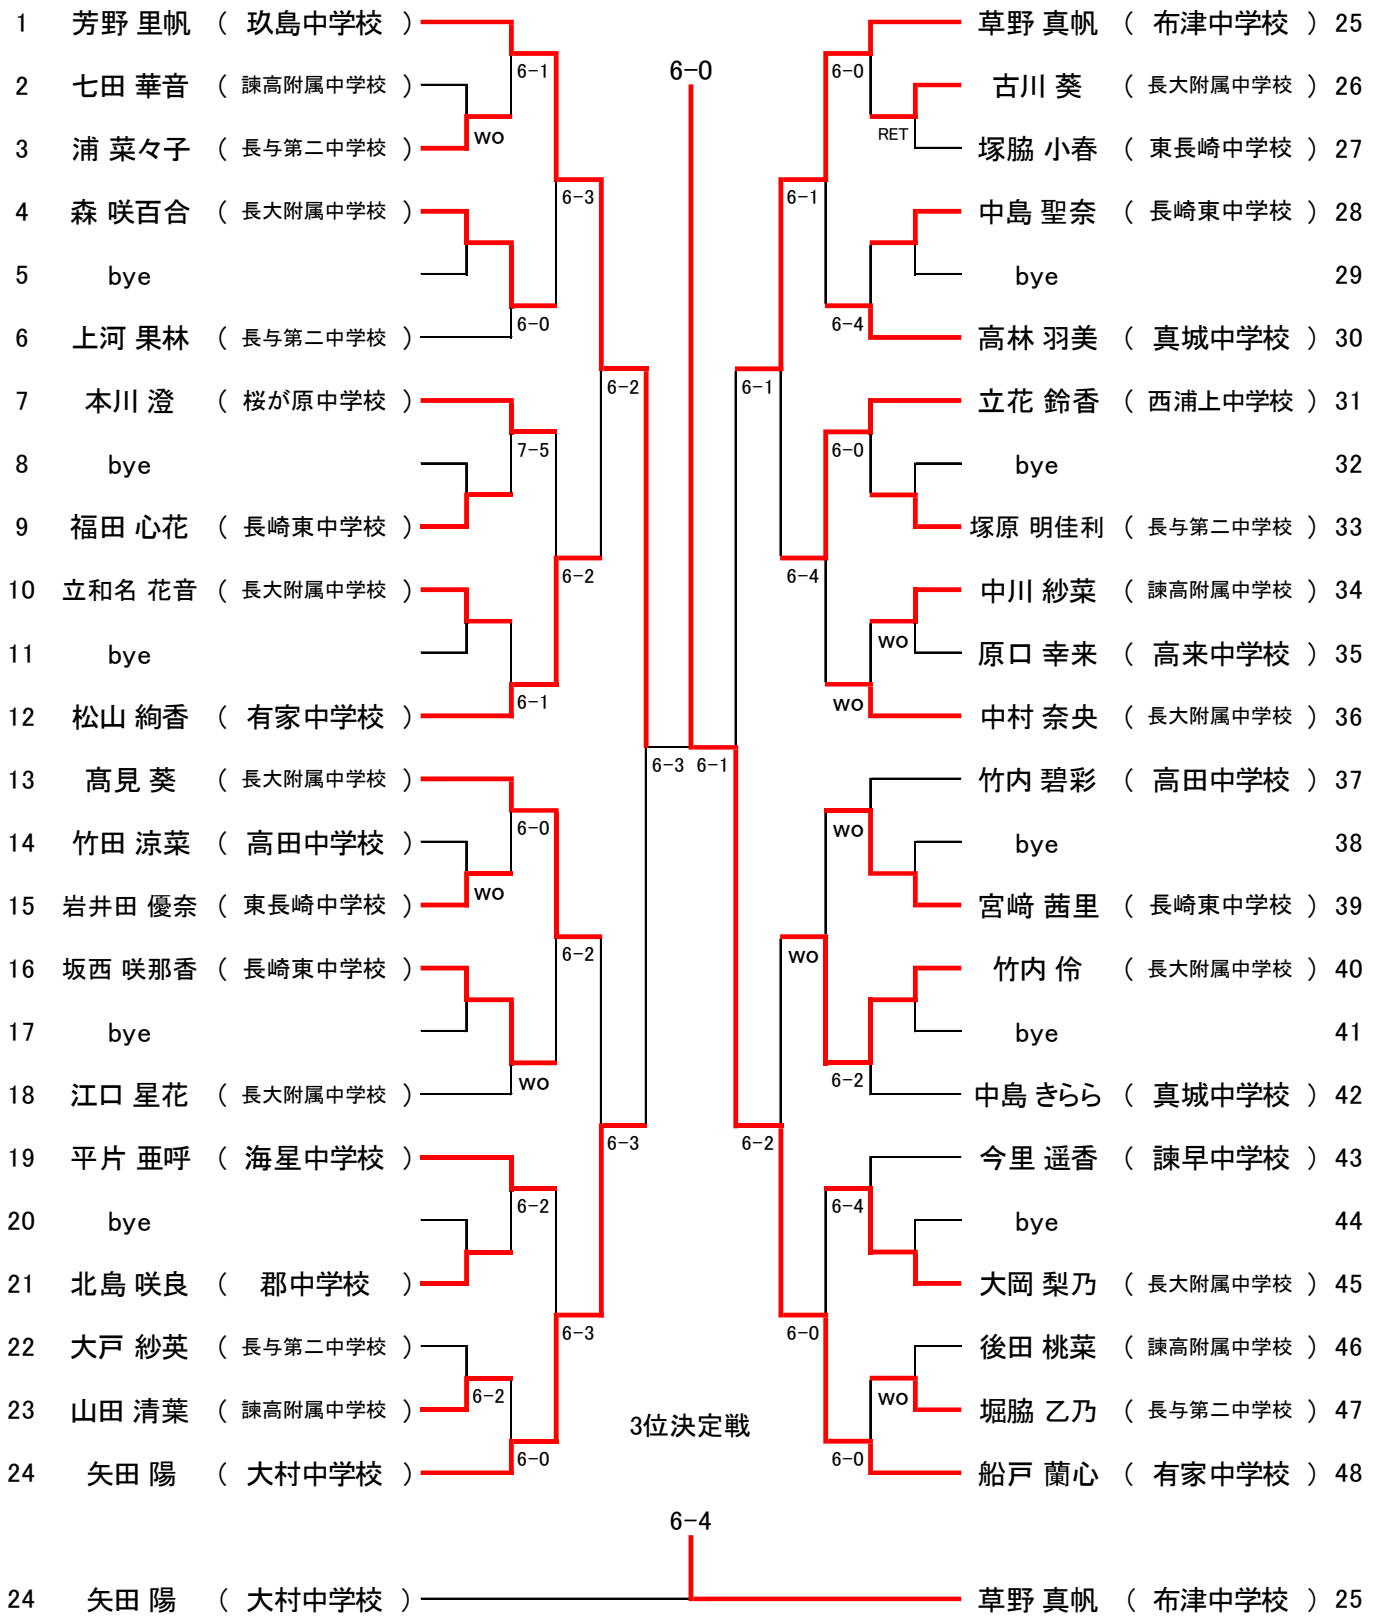 1 芳野 里帆 ( 玖島中学校 ) 草野 真帆 ( 布津中学校 ) 25
6-1 6-0 6-0
2 七田 華音 ( 諫高附属中学校 ) 古川 葵 ( 長大附属中学校 ) 26
WO RET
3 浦 菜々子 ( 長与第二中学校 ) 塚脇 小春 ( 東長崎中学校 ) 27
6-3 6-1
4 森 咲百合 ( 長大附属中学校 ) 中島 聖奈 ( 長崎東中学校 ) 28
5 bye bye 29
6-0 6-4
6 上河 果林 ( 長与第二中学校 ) 高林 羽美 ( 真城中学校 ) 30
6-2 6-1
7 本川 澄 ( 桜が原中学校 ) 立花 鈴香 ( 西浦上中学校 ) 31
7-5 6-0
8 bye bye 32
9 福田 心花 ( 長崎東中学校 ) 塚原 明佳利 ( 長与第二中学校 ) 33
6-2 6-4
10 立和名 花音 ( 長大附属中学校 ) 中川 紗菜 ( 諫高附属中学校 ) 34
WO
11 bye 原口 幸来 ( 高来中学校 ) 35
6-1 WO
12 松山 絢香 ( 有家中学校 ) 中村 奈央 ( 長大附属中学校 ) 36
6-3 6-1
13 髙見 葵 ( 長大附属中学校 ) 竹内 碧彩 ( 高田中学校 ) 37
6-0 WO
14 竹田 涼菜 ( 高田中学校 ) bye 38
WO
15 岩井田 優奈 ( 東長崎中学校 ) 宮﨑 茜里 ( 長崎東中学校 ) 39
6-2 WO
16 坂西 咲那香 ( 長崎東中学校 ) 竹内 伶 ( 長大附属中学校 ) 40
17 bye bye 41
WO 6-2
18 江口 星花 ( 長大附属中学校 ) 中島 きらら ( 真城中学校 ) 42
6-3 6-2
19 平片 亜呼 ( 海星中学校 ) 今里 遥香 ( 諫早中学校 ) 43
6-2 6-4
20 bye bye 44
21 北島 咲良 ( 郡中学校 ) 大岡 梨乃 ( 長大附属中学校 ) 45
6-3 6-0
22 大戸 紗英 ( 長与第二中学校 ) 後田 桃菜 ( 諫高附属中学校 ) 46
6-2 WO
23 山田 清葉 ( 諫高附属中学校 ) 堀脇 乙乃 ( 長与第二中学校 ) 47
3位決定戦
6-0 6-0
24 矢田 陽 ( 大村中学校 ) 船戸 蘭心 ( 有家中学校 ) 48
6-4
24 矢田 陽 ( 大村中学校 ) 草野 真帆 ( 布津中学校 ) 25